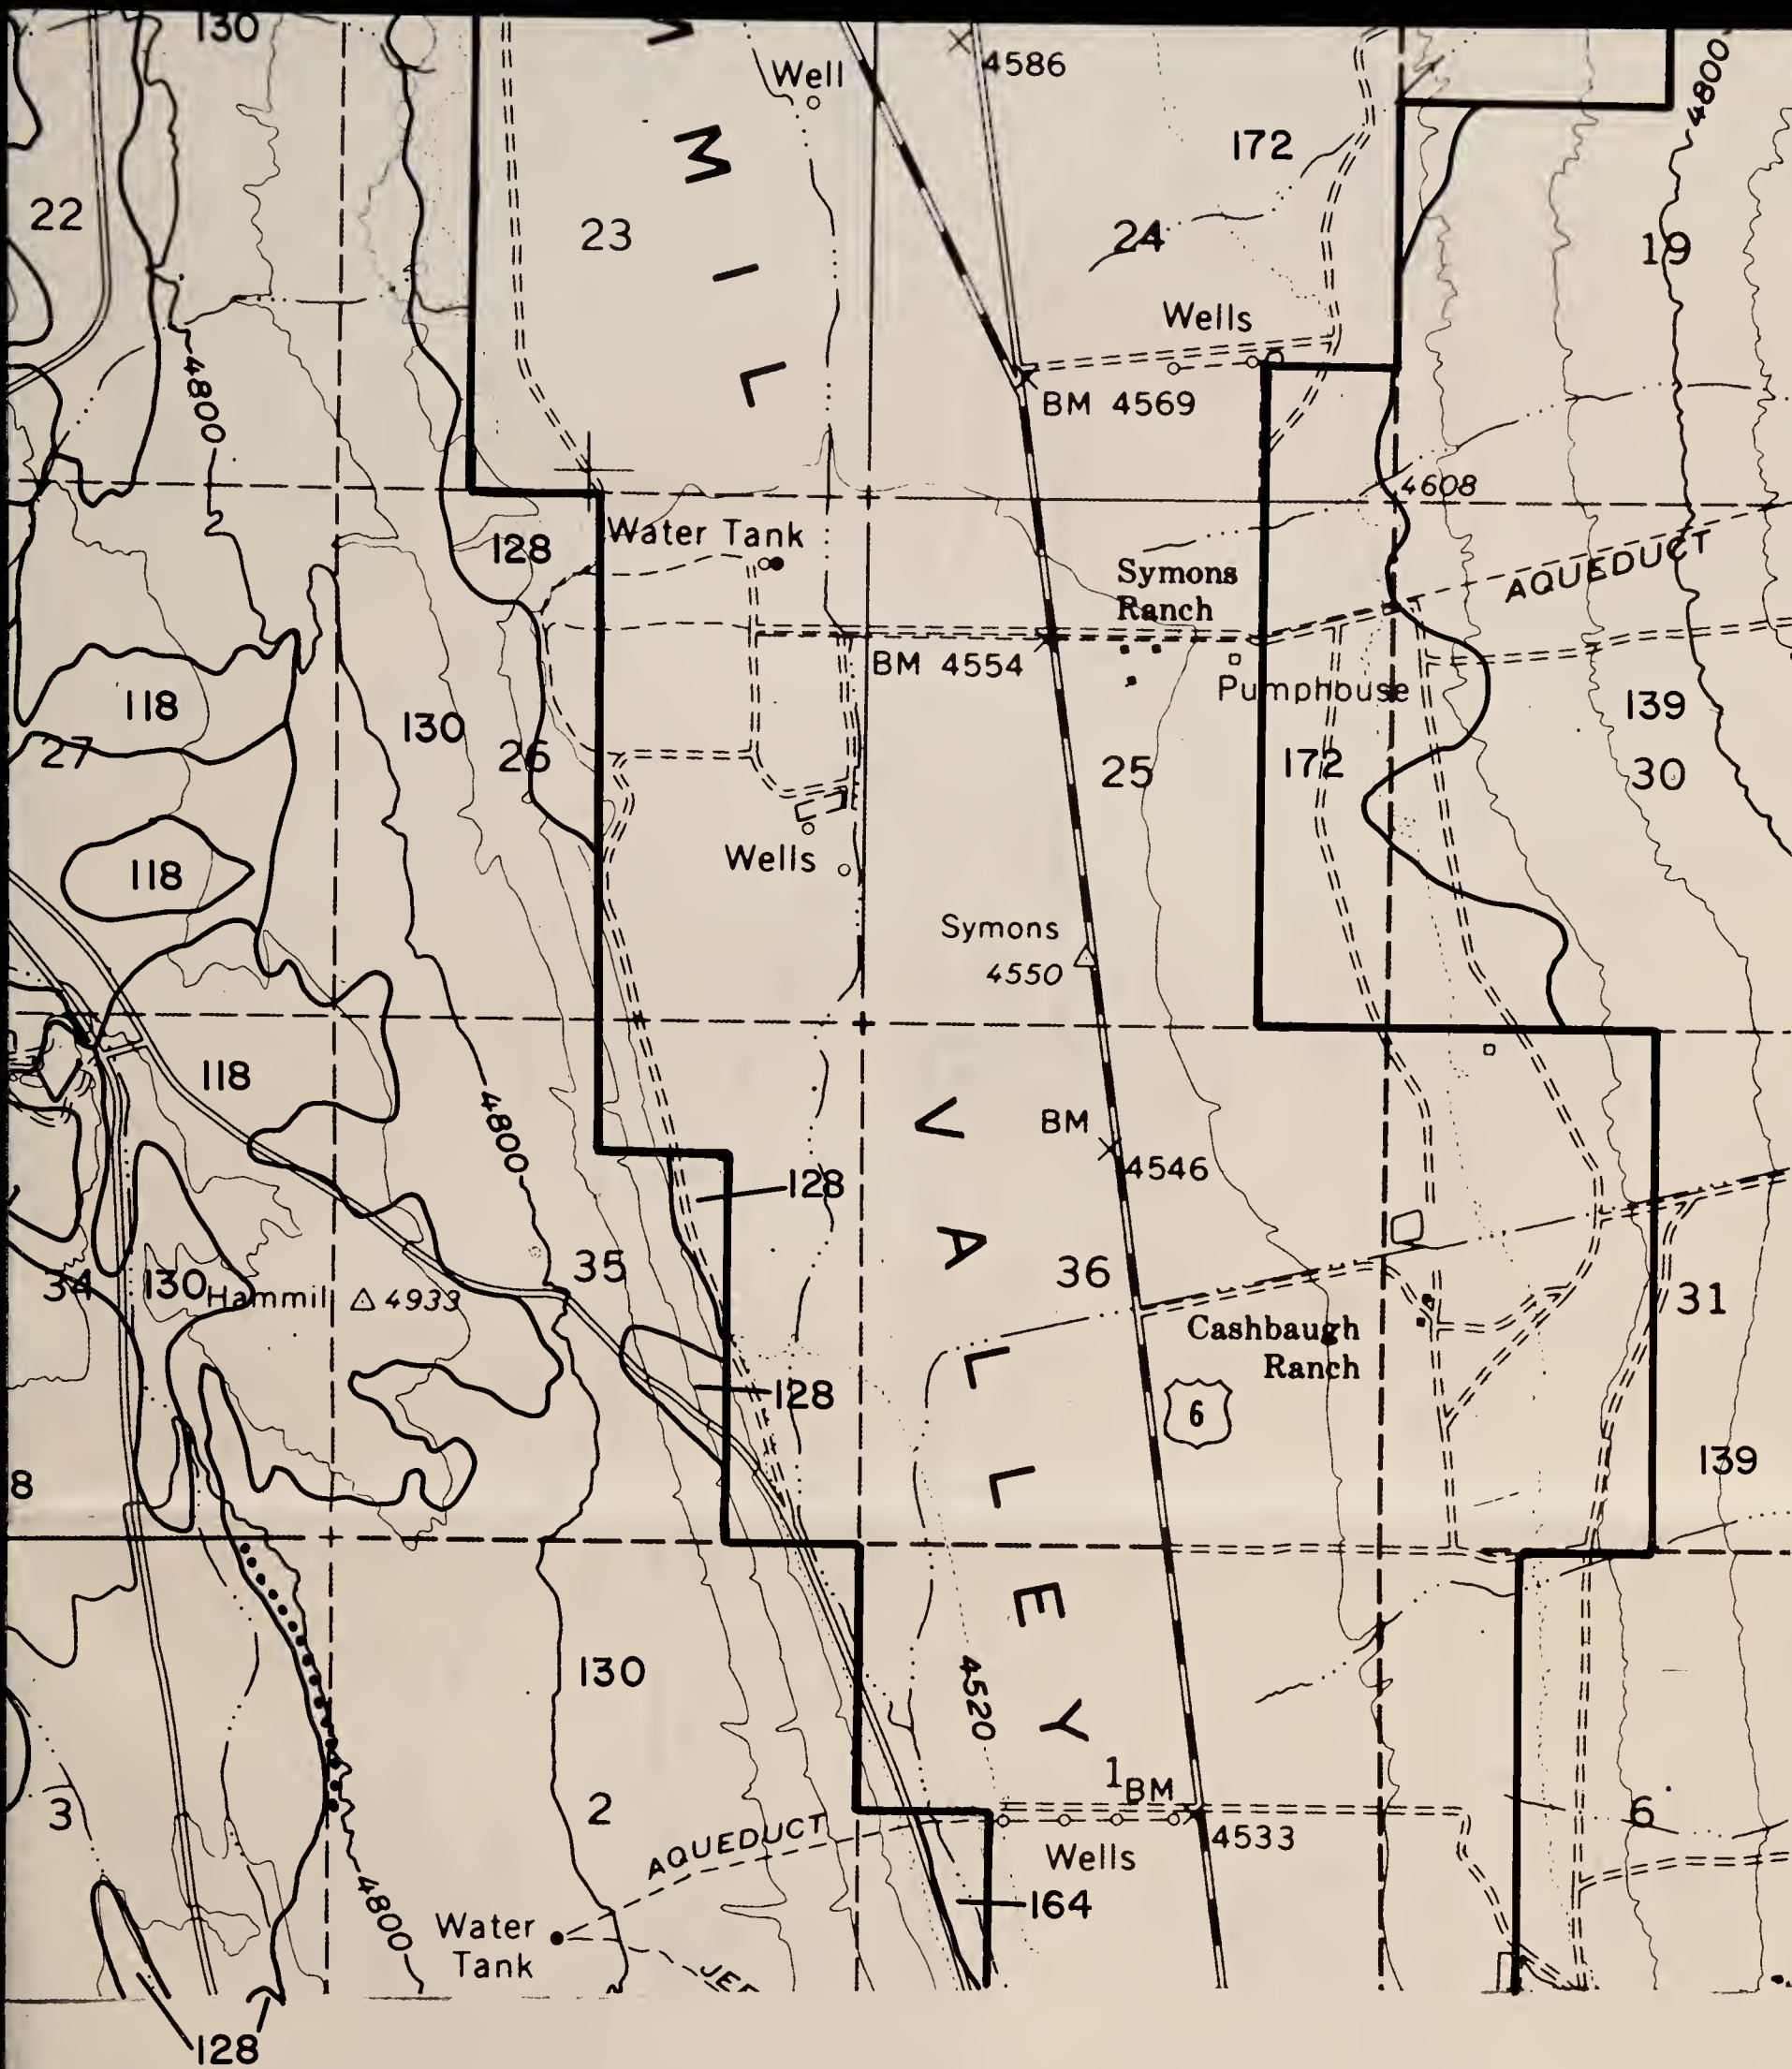 130
Well
4586
4800
172
M
22
23
24
19
I
Wells
4800
L
BM 4569
4608
128
Water Tank
Symons
Ranch
AQUEDUCT
BM 4554
Pumphouse
118
130
139
27
26
25
172
30
118
Wells
Symons
4550
118
4800
V
BM
4546
128
A
35
36
34
130
Hammil 4933
31
Cashbaugh
Ranch
L
128
6
L
139
8
E
130
4520
Y
1
BM
3
2
6
AQUEDUCT
4533
Wells
164
4800
Water
Tank
128